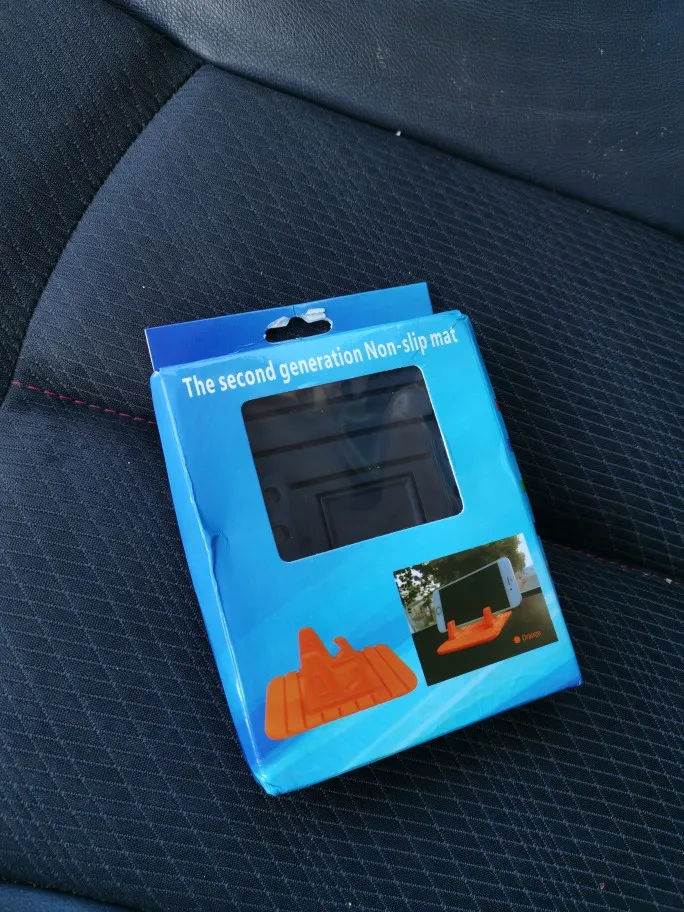 The second generation Non-slip mat
Orange